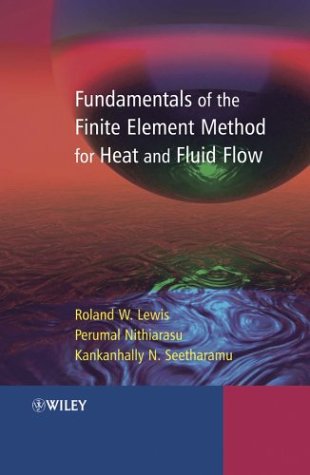 Fundamentals of the
Finite Element Method
for Heat and Fluid Flow
Roland W. Lewis
Perumal Nithiarasu
Kankanhally N. Seetharamu
WILEY